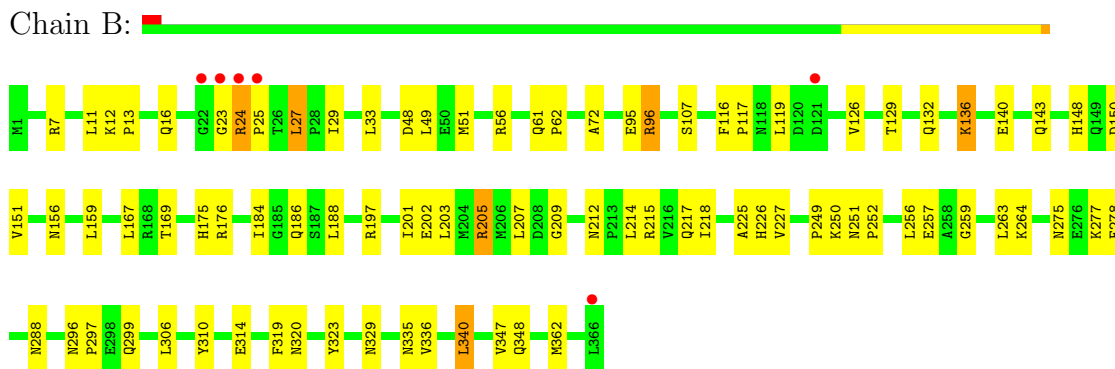 Chain B:
M1 R7 L11 K12 P13 Q16 G22 G23 R24 P25 T26 L27 P28 I29 L33 D48 L49 E50 M51 R56 Q61 P62 A72 E95 R96 S107 F116 P117 N118 L119 D120 D121 V126 T129 Q132 K136 E140 Q143 H148 Q149 D150
V151 N156 L159 L167 R168 T169 H175 R176 I184 G185 Q186 S187 L188 R197 I201 E202 L203 M204 R205 M206 L207 D208 G209 N212 P213 L214 R215 V216 Q217 I218 A225 H226 V227 P249 K250 N251 P252 L256 E257 A258 G259 L263 K264 N275 E276 K277
N288 N296 P297 E298 Q299 L306 Y310 E314 F319 N320 Y323 N329 N335 V336 L340 V347 Q348 M362 L366